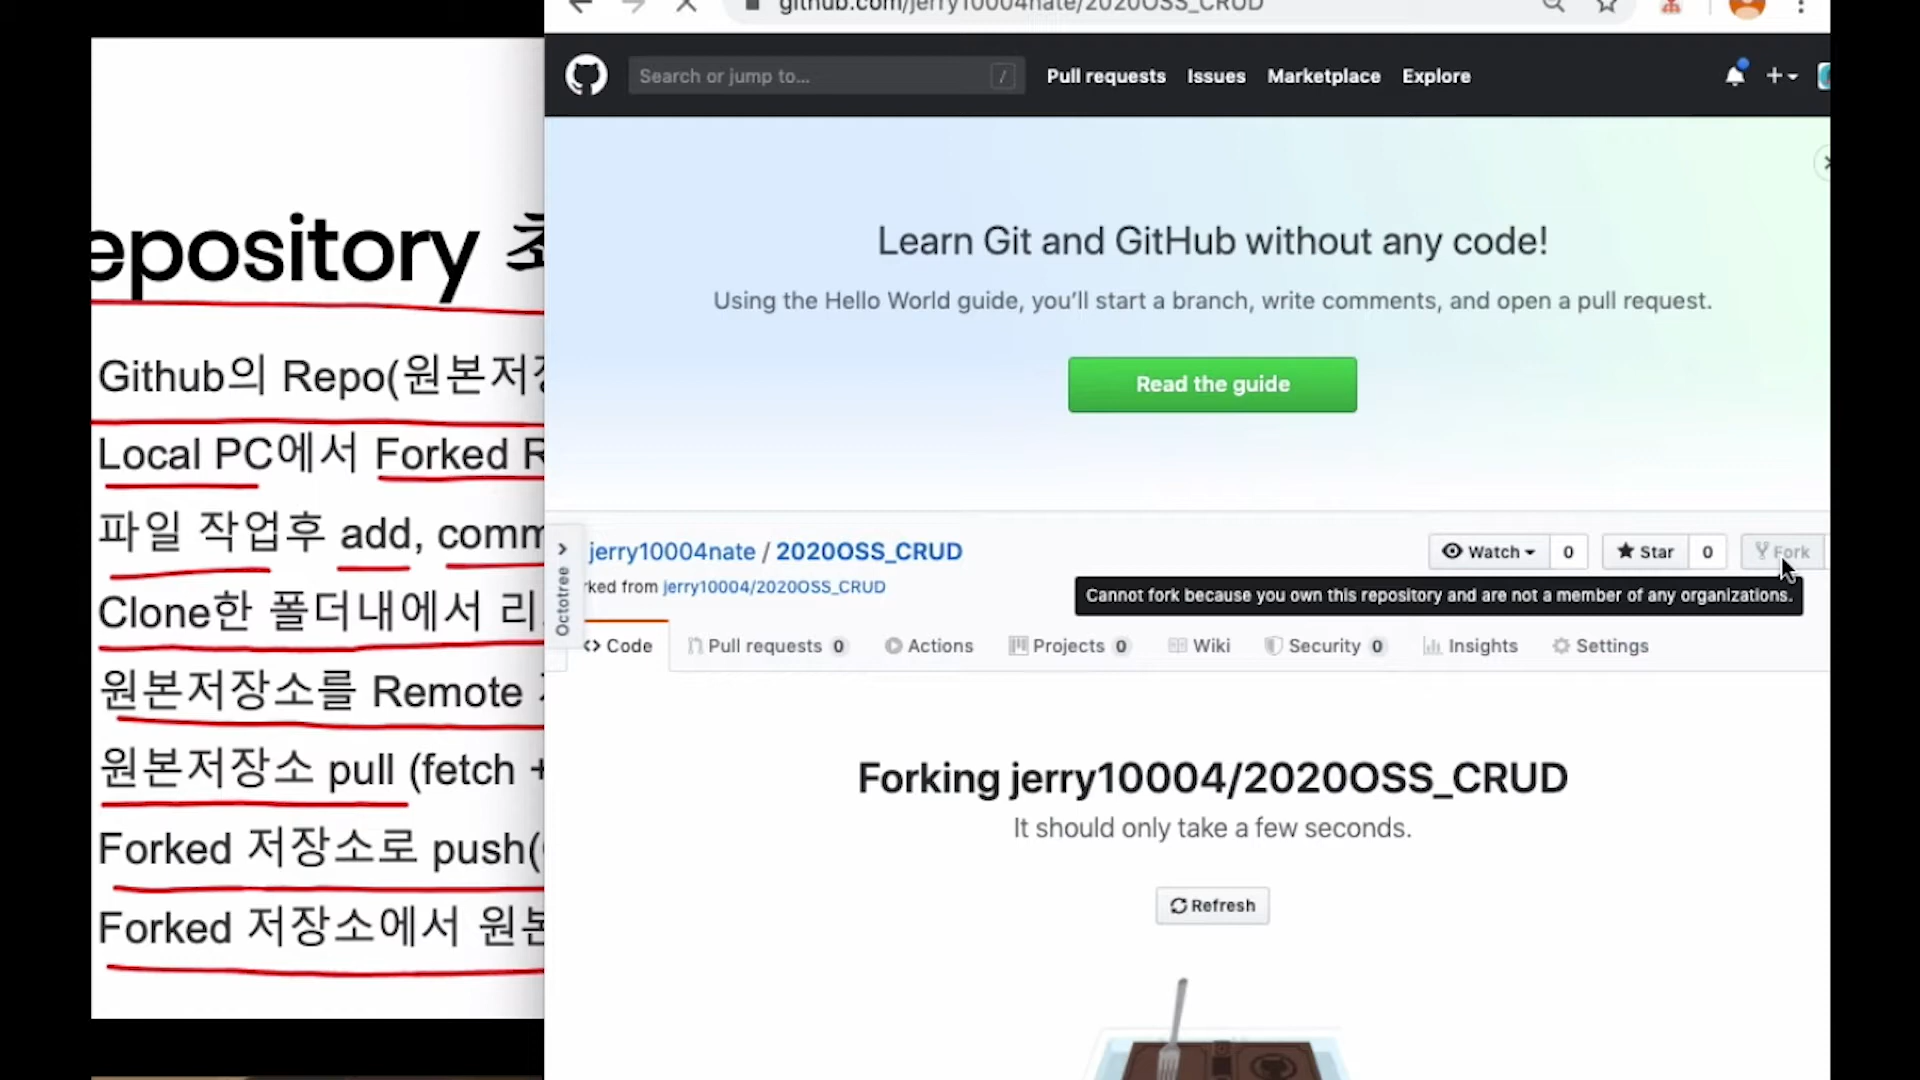 github.com/jerry10004nate/2020OSS_CRUD
Search or jump to... /
Pull requests Issues Marketplace Explore
Learn Git and GitHub without any code!
Using the Hello World guide, you’ll start a branch, write comments, and open a pull request.
Read the guide
epository
Github의 Repo(원본저
Local PC에서 Forked
파일 작업후 add, comm
Clone한 폴더내에서 리
원본저장소를 Remote
원본저장소 pull (fetch +
Forked 저장소로 push(
Forked 저장소에서 원본
Octotree
jerry10004nate / 2020OSS_CRUD
Watch 0 Star 0 Fork
rked from jerry10004/2020OSS_CRUD
Cannot fork because you own this repository and are not a member of any organizations.
<> Code Pull requests 0 Actions Projects 0 Wiki Security 0 Insights Settings
Forking jerry10004/2020OSS_CRUD
It should only take a few seconds.
Refresh